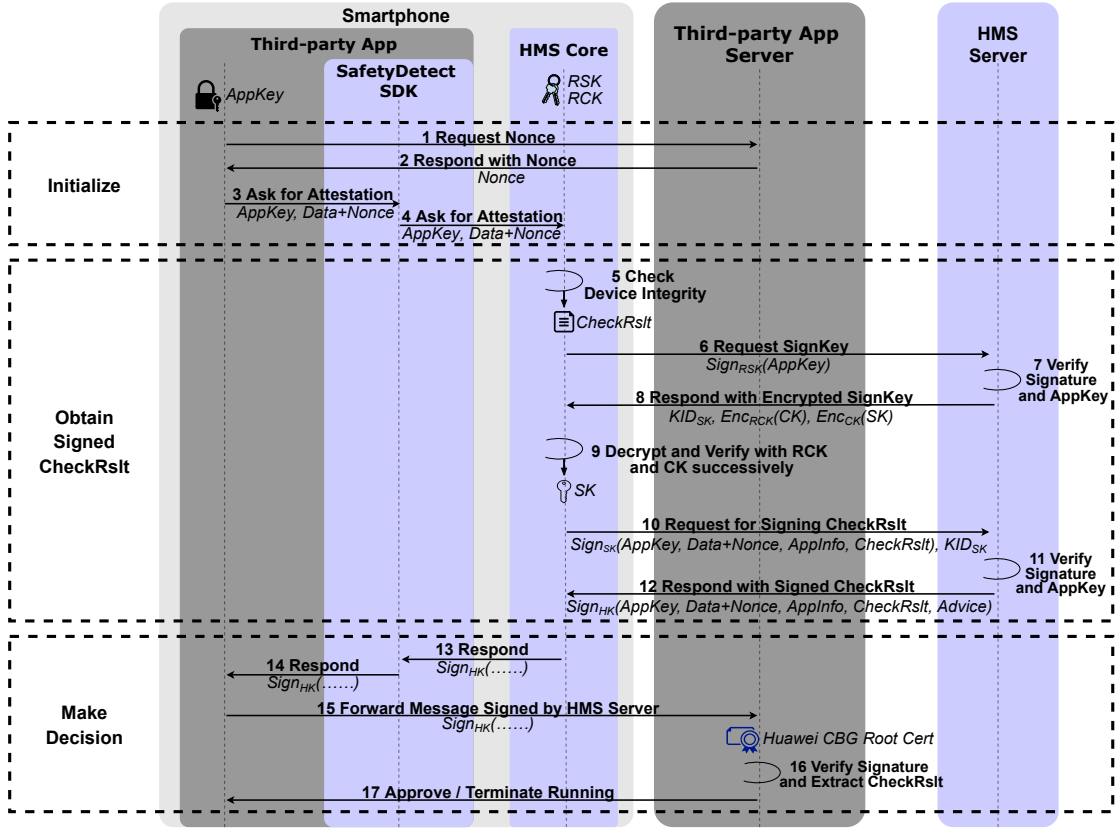 Smartphone
Third-party App
SafetyDetect
SDK
HMS Core
Third-party App
Server
HMS
Server
AppKey
RSK
RCK
Initialize
1 Request Nonce
2 Respond with Nonce
Nonce
3 Ask for Attestation
AppKey, Data+Nonce
4 Ask for Attestation
AppKey, Data+Nonce
Obtain
Signed
CheckRslt
5 Check
Device Integrity
CheckRslt
6 Request SignKey
SignRSK(AppKey)
7 Verify
Signature
and AppKey
8 Respond with Encrypted SignKey
KIDSK, EncRCK(CK), EncCK(SK)
9 Decrypt and Verify with RCK
and CK successively
SK
10 Request for Signing CheckRslt
SignSK(AppKey, Data+Nonce, AppInfo, CheckRslt), KIDSK
11 Verify
Signature
and AppKey
12 Respond with Signed CheckRslt
SignHK(AppKey, Data+Nonce, AppInfo, CheckRslt, Advice)
Make
Decision
13 Respond
SignHK(......)
14 Respond
SignHK(......)
15 Forward Message Signed by HMS Server
SignHK(......)
Huawei CBG Root Cert
16 Verify Signature
and Extract CheckRslt
17 Approve / Terminate Running